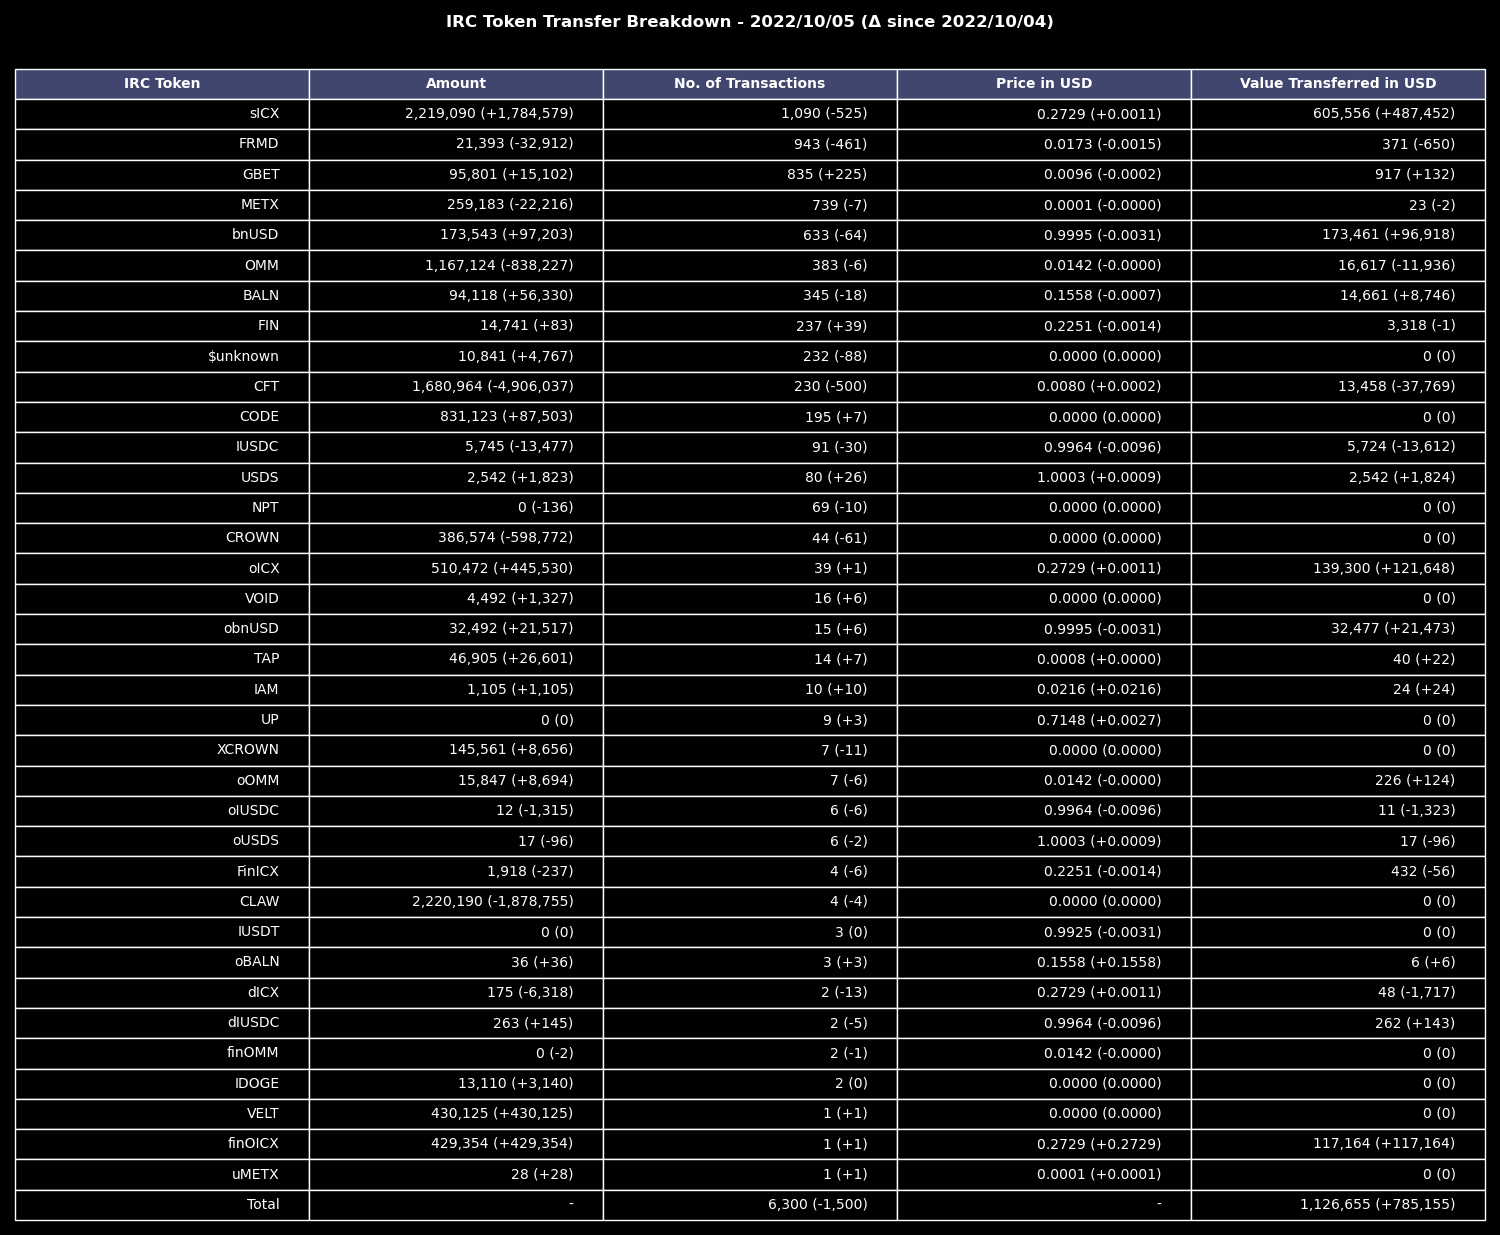 IRC Token Transfer Breakdown - 2022/10/05 (Δ since 2022/10/04)
IRC Token Amount No. of Transactions Price in USD Value Transferred in USD
sICX 2,219,090 (+1,784,579) 1,090 (-525) 0.2729 (+0.0011) 605,556 (+487,452)
FRMD 21,393 (-32,912) 943 (-461) 0.0173 (-0.0015) 371 (-650)
GBET 95,801 (+15,102) 835 (+225) 0.0096 (-0.0002) 917 (+132)
METX 259,183 (-22,216) 739 (-7) 0.0001 (-0.0000) 23 (-2)
bnUSD 173,543 (+97,203) 633 (-64) 0.9995 (-0.0031) 173,461 (+96,918)
OMM 1,167,124 (-838,227) 383 (-6) 0.0142 (-0.0000) 16,617 (-11,936)
BALN 94,118 (+56,330) 345 (-18) 0.1558 (-0.0007) 14,661 (+8,746)
FIN 14,741 (+83) 237 (+39) 0.2251 (-0.0014) 3,318 (-1)
$unknown 10,841 (+4,767) 232 (-88) 0.0000 (0.0000) 0 (0)
CFT 1,680,964 (-4,906,037) 230 (-500) 0.0080 (+0.0002) 13,458 (-37,769)
CODE 831,123 (+87,503) 195 (+7) 0.0000 (0.0000) 0 (0)
IUSDC 5,745 (-13,477) 91 (-30) 0.9964 (-0.0096) 5,724 (-13,612)
USDS 2,542 (+1,823) 80 (+26) 1.0003 (+0.0009) 2,542 (+1,824)
NPT 0 (-136) 69 (-10) 0.0000 (0.0000) 0 (0)
CROWN 386,574 (-598,772) 44 (-61) 0.0000 (0.0000) 0 (0)
oICX 510,472 (+445,530) 39 (+1) 0.2729 (+0.0011) 139,300 (+121,648)
VOID 4,492 (+1,327) 16 (+6) 0.0000 (0.0000) 0 (0)
obnUSD 32,492 (+21,517) 15 (+6) 0.9995 (-0.0031) 32,477 (+21,473)
TAP 46,905 (+26,601) 14 (+7) 0.0008 (+0.0000) 40 (+22)
IAM 1,105 (+1,105) 10 (+10) 0.0216 (+0.0216) 24 (+24)
UP 0 (0) 9 (+3) 0.7148 (+0.0027) 0 (0)
XCROWN 145,561 (+8,656) 7 (-11) 0.0000 (0.0000) 0 (0)
oOMM 15,847 (+8,694) 7 (-6) 0.0142 (-0.0000) 226 (+124)
oIUSDC 12 (-1,315) 6 (-6) 0.9964 (-0.0096) 11 (-1,323)
oUSDS 17 (-96) 6 (-2) 1.0003 (+0.0009) 17 (-96)
FinICX 1,918 (-237) 4 (-6) 0.2251 (-0.0014) 432 (-56)
CLAW 2,220,190 (-1,878,755) 4 (-4) 0.0000 (0.0000) 0 (0)
IUSDT 0 (0) 3 (0) 0.9925 (-0.0031) 0 (0)
oBALN 36 (+36) 3 (+3) 0.1558 (+0.1558) 6 (+6)
dICX 175 (-6,318) 2 (-13) 0.2729 (+0.0011) 48 (-1,717)
dIUSDC 263 (+145) 2 (-5) 0.9964 (-0.0096) 262 (+143)
finOMM 0 (-2) 2 (-1) 0.0142 (-0.0000) 0 (0)
IDOGE 13,110 (+3,140) 2 (0) 0.0000 (0.0000) 0 (0)
VELT 430,125 (+430,125) 1 (+1) 0.0000 (0.0000) 0 (0)
finOICX 429,354 (+429,354) 1 (+1) 0.2729 (+0.2729) 117,164 (+117,164)
uMETX 28 (+28) 1 (+1) 0.0001 (+0.0001) 0 (0)
Total - 6,300 (-1,500) - 1,126,655 (+785,155)